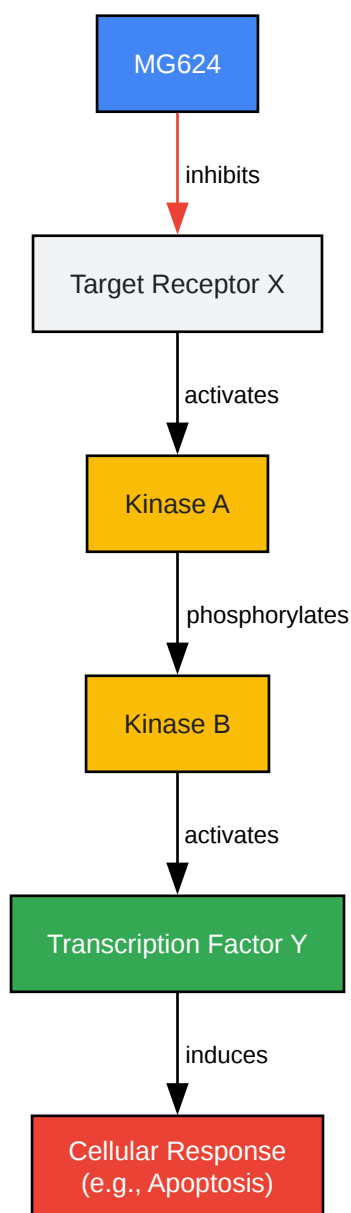 MG624
inhibits
Target Receptor X
activates
Kinase A
phosphorylates
Kinase B
activates
Transcription Factor Y
induces
Cellular Response
(e.g., Apoptosis)